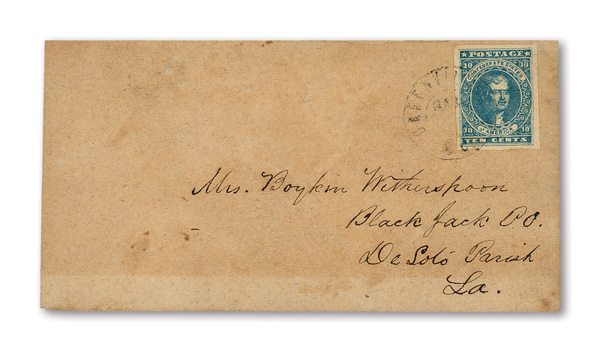 ★ POSTAGE ★
10 10
CONFEDERATE STATES
OF AMERICA
10 10
TEN CENTS.
Mrs. Boykin Witherspoon
Black Jack P.O.
De Soto Parish
La.